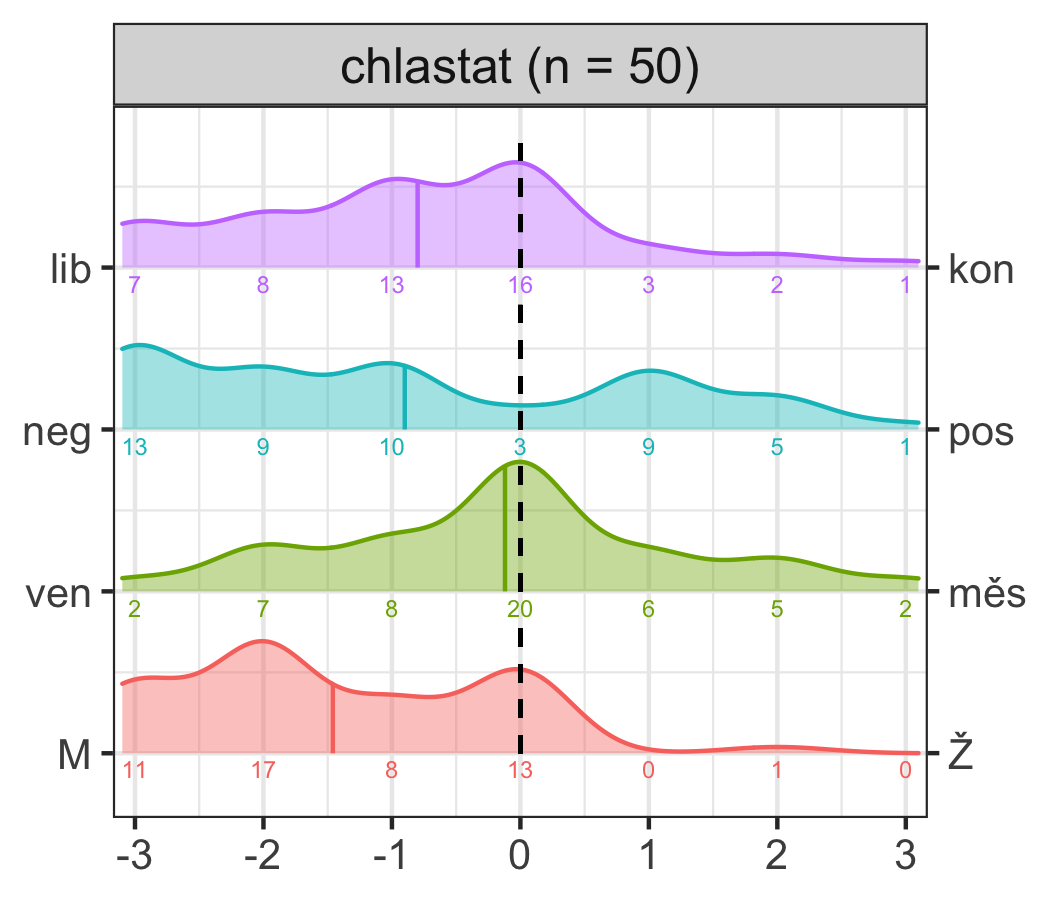 chlastat (n = 50)
lib kon
7 8 13 16 3 2 1
neg pos
13 9 10 3 9 5 1
ven měs
2 7 8 20 6 5 2
M Ž
11 17 8 13 0 1 0
-3 -2 -1 0 1 2 3